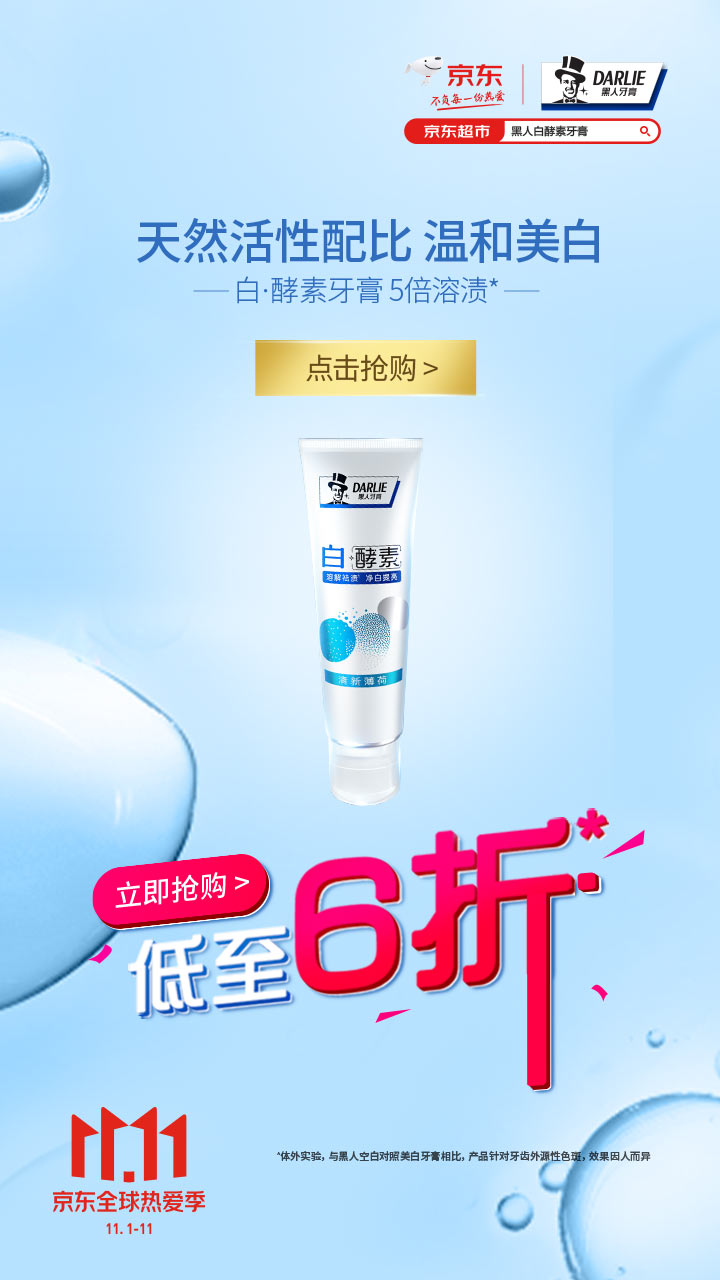 京东
不负每一份热爱
DARLIE
黑人牙膏
京东超市 黑人白酵素牙膏
天然活性配比 温和美白
白·酵素牙膏 5倍溶渍*
点击抢购 >
DARLIE
黑人牙膏
白·酵素
溶解祛渍* 净白提亮
清新薄荷
立即抢购 >
低至6折*
11.11
京东全球热爱季
11.1-11
*体外实验，与黑人空白对照美白牙膏相比，产品针对牙齿外源性色斑，效果因人而异